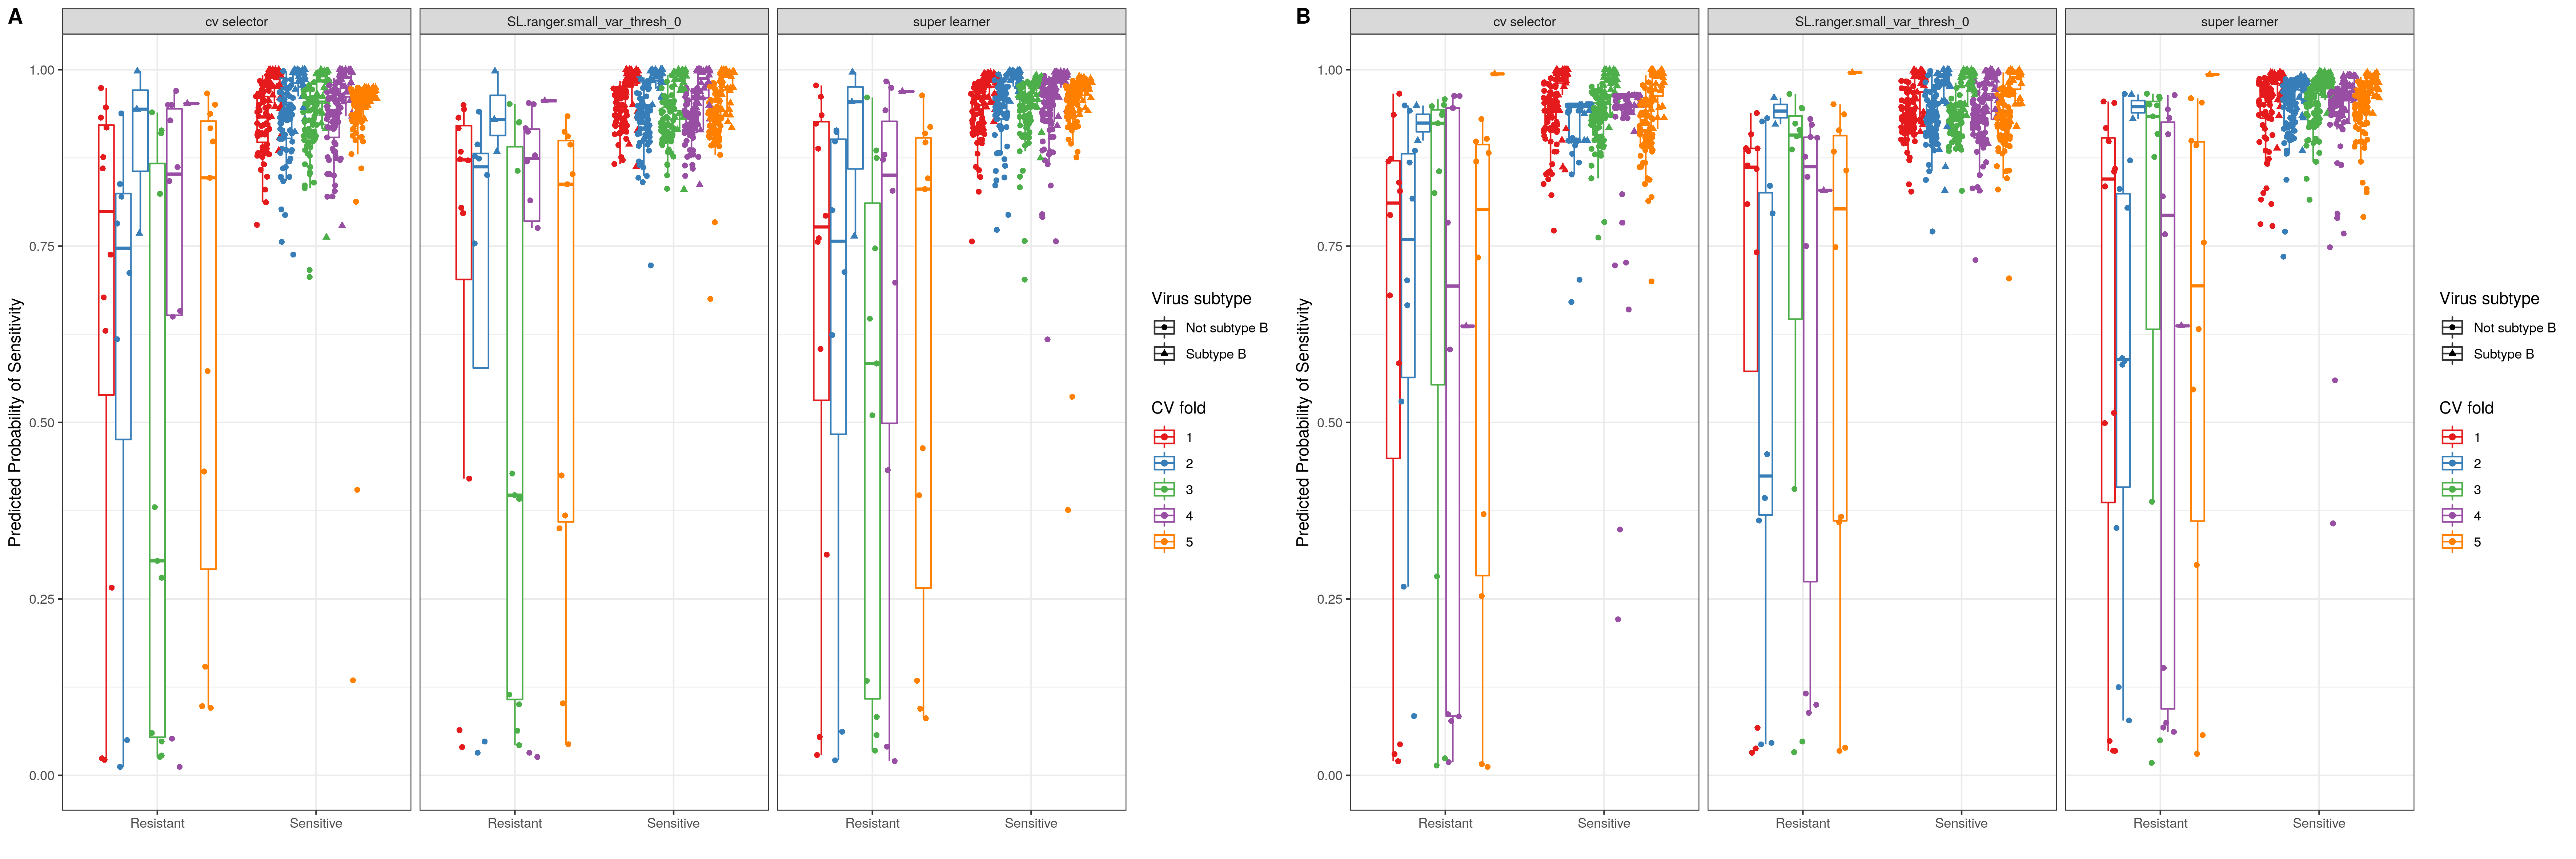 A
cv selector
SL.ranger.small_var_thresh_0
super learner
Predicted Probability of Sensitivity
1.00
0.75
0.50
0.25
0.00
Resistant
Sensitive
Resistant
Sensitive
Resistant
Sensitive
Virus subtype
Not subtype B
Subtype B
CV fold
1
2
3
4
5
B
cv selector
SL.ranger.small_var_thresh_0
super learner
Predicted Probability of Sensitivity
1.00
0.75
0.50
0.25
0.00
Resistant
Sensitive
Resistant
Sensitive
Resistant
Sensitive
Virus subtype
Not subtype B
Subtype B
CV fold
1
2
3
4
5